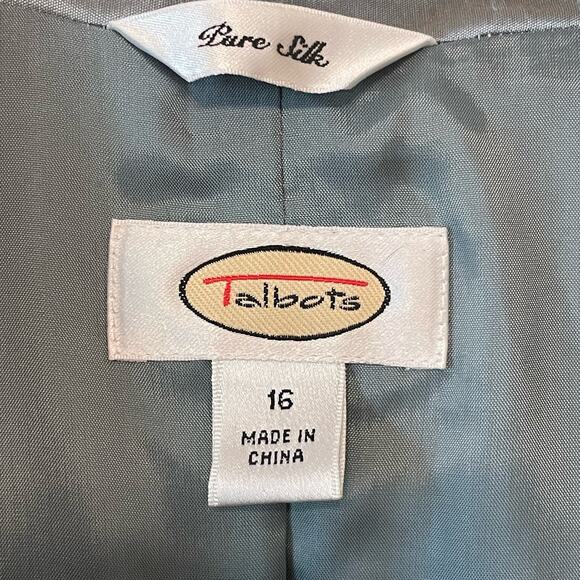 Pure Silk
Talbots
16
MADE IN
CHINA